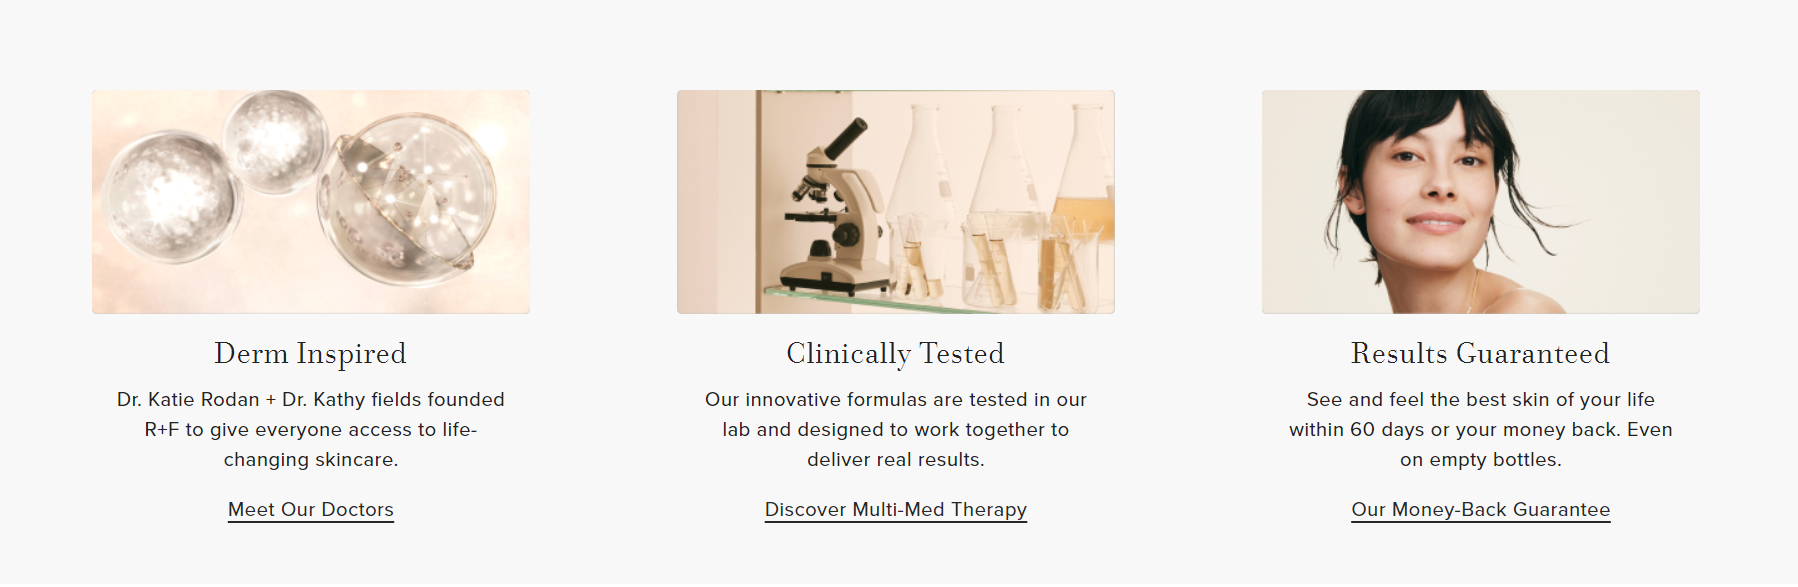 Derm Inspired
Dr. Katie Rodan + Dr. Kathy fields founded
R+F to give everyone access to life-
changing skincare.
Meet Our Doctors
Clinically Tested
Our innovative formulas are tested in our
lab and designed to work together to
deliver real results.
Discover Multi-Med Therapy
Results Guaranteed
See and feel the best skin of your life
within 60 days or your money back. Even
on empty bottles.
Our Money-Back Guarantee